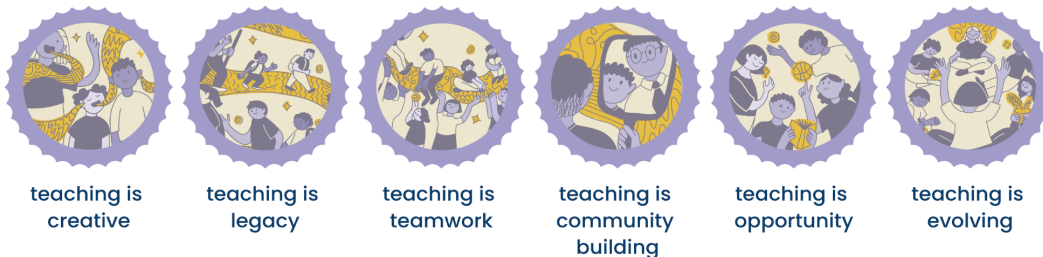 teaching is
creative
teaching is
legacy
teaching is
teamwork
teaching is
community
building
teaching is
opportunity
teaching is
evolving